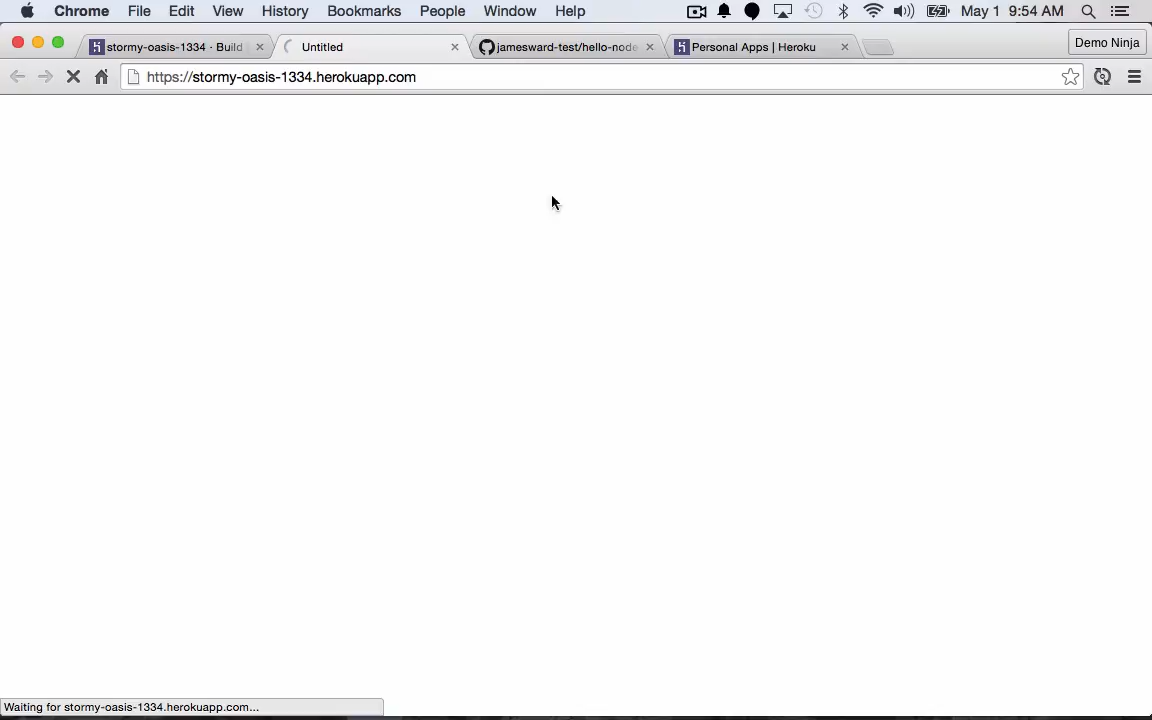 Chrome File Edit View History Bookmarks People Window Help May 1 9:54 AM
stormy-oasis-1334 · Build Untitled jamesward-test/hello-node Personal Apps | Heroku Demo Ninja
https://stormy-oasis-1334.herokuapp.com
Waiting for stormy-oasis-1334.herokuapp.com...